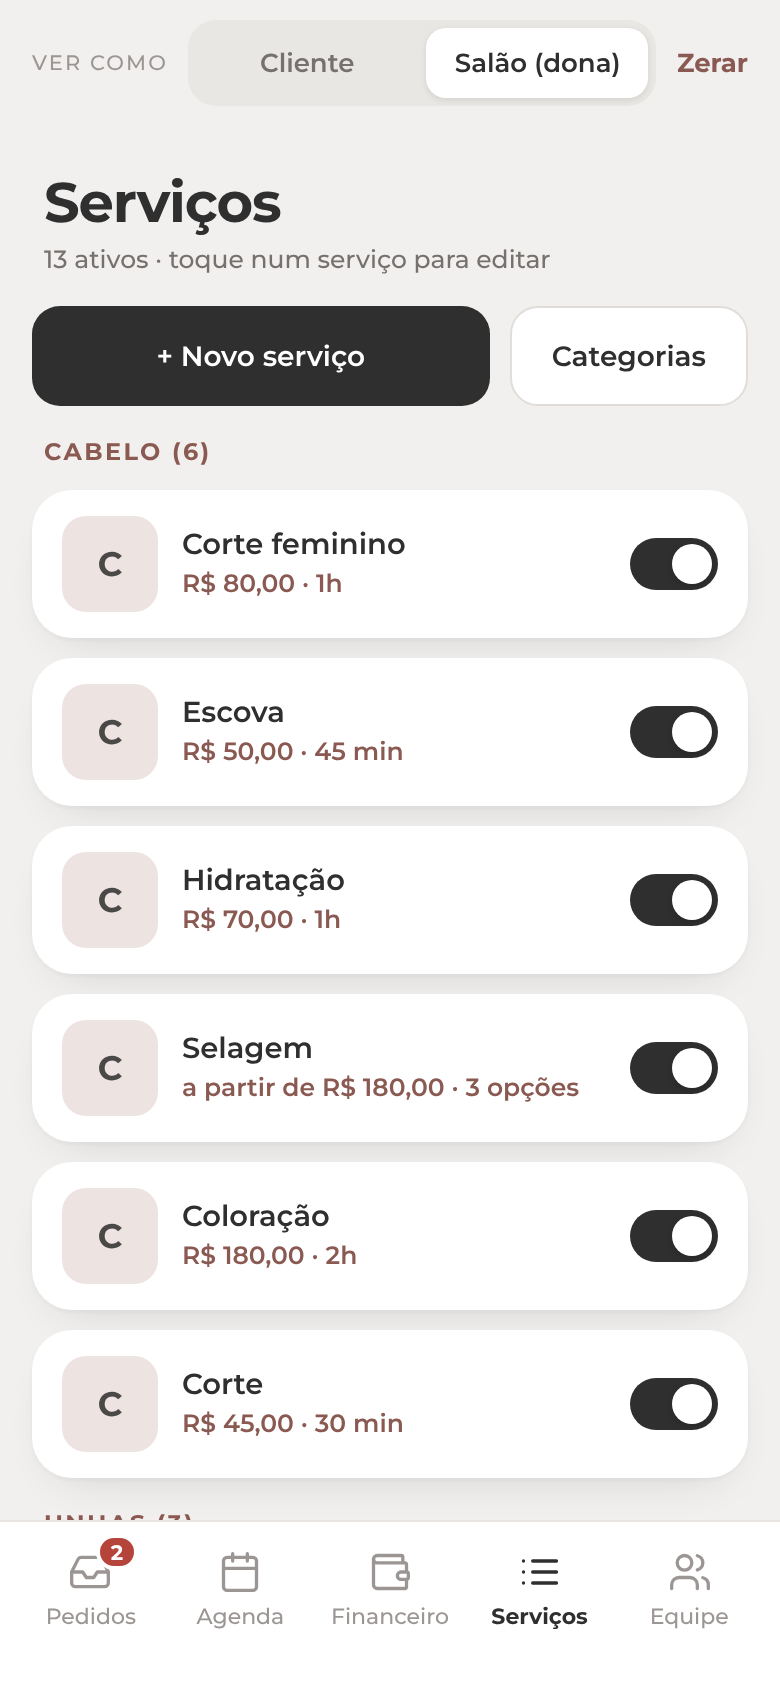 VER COMO
Cliente
Salão (dona)
Zerar
Serviços
13 ativos · toque num serviço para editar
+ Novo serviço
Categorias
CABELO (6)
C
Corte feminino
R$ 80,00 · 1h
C
Escova
R$ 50,00 · 45 min
C
Hidratação
R$ 70,00 · 1h
C
Selagem
a partir de R$ 180,00 · 3 opções
C
Coloração
R$ 180,00 · 2h
C
Corte
R$ 45,00 · 30 min
UNHAS (3)
2
Pedidos
Agenda
Financeiro
Serviços
Equipe